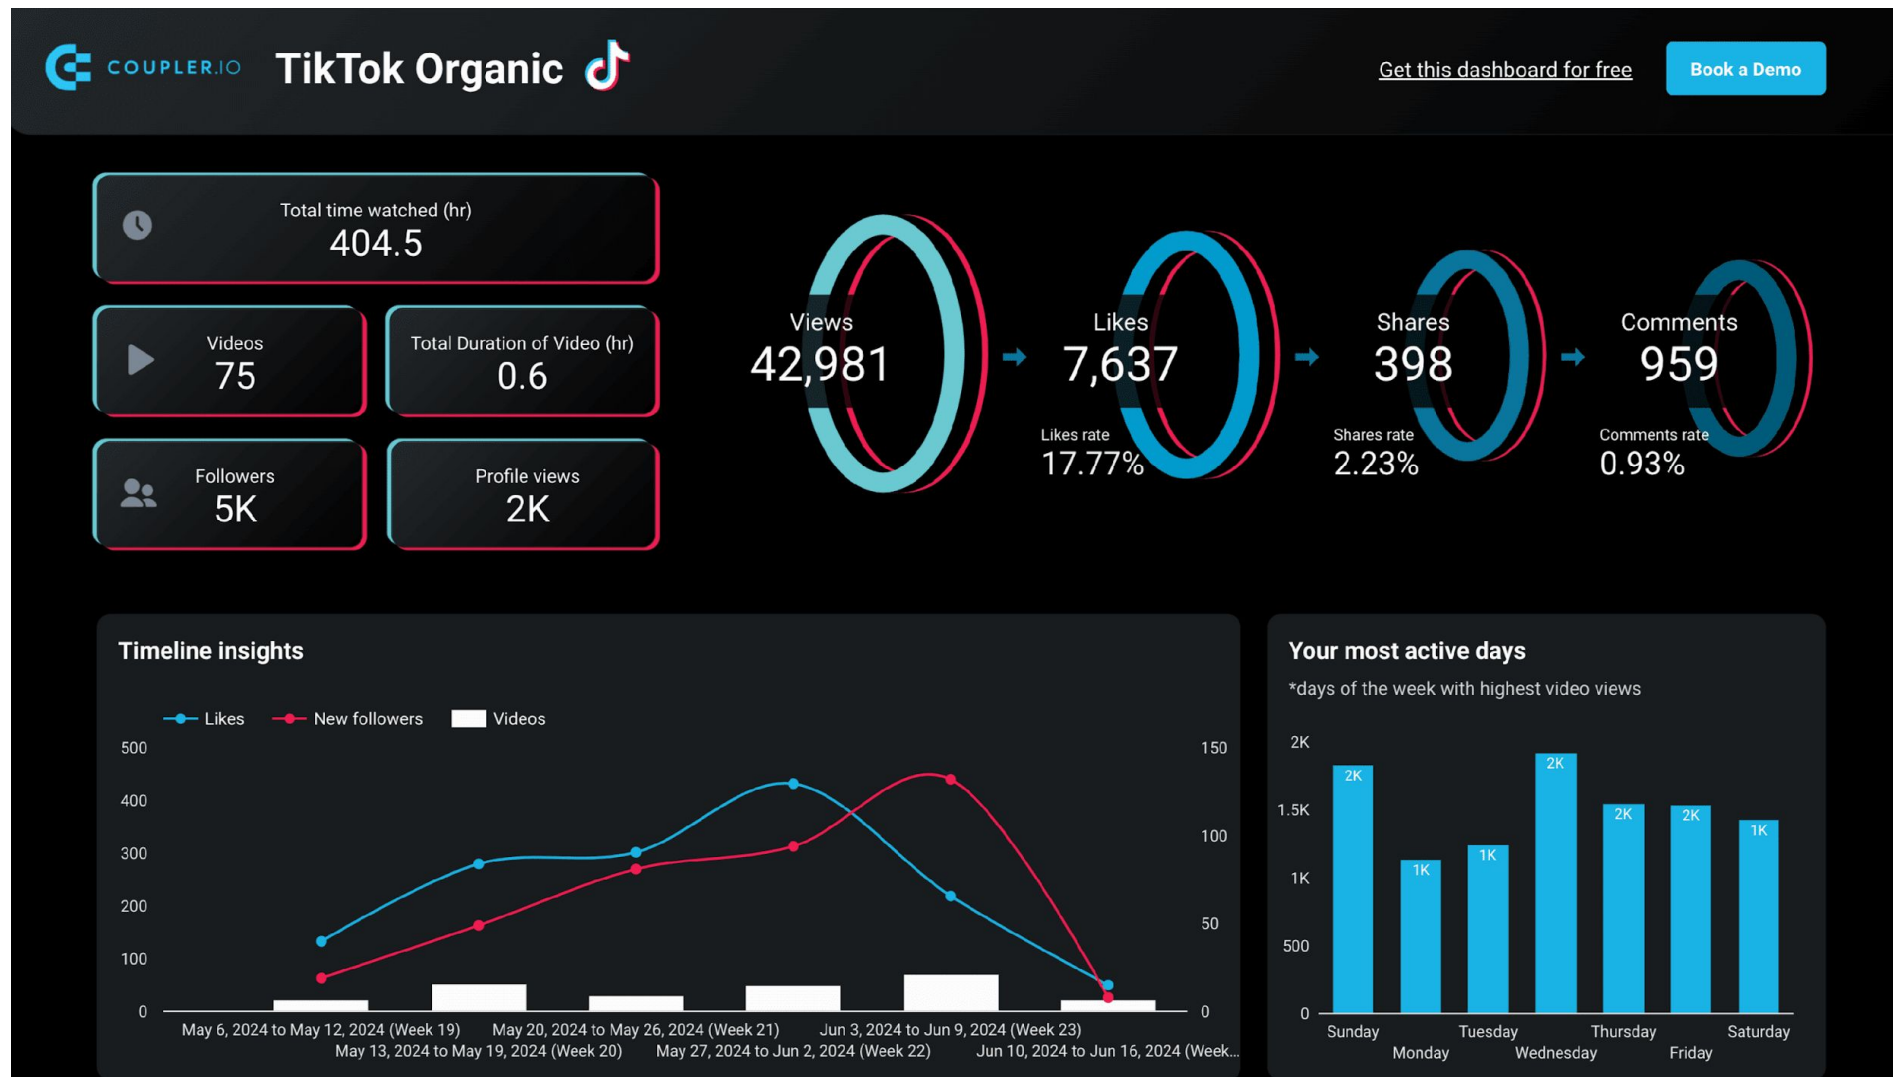 COUPLER.IO
TikTok Organic
Get this dashboard for free
Book a Demo
Total time watched (hr)
404.5
Videos
75
Total Duration of Video (hr)
0.6
Followers
5K
Profile views
2K
Views
42,981
Likes
7,637
Likes rate
17.77%
Shares
398
Shares rate
2.23%
Comments
959
Comments rate
0.93%
Timeline insights
Likes
New followers
Videos
500
400
300
200
100
0
150
100
50
0
May 6, 2024 to May 12, 2024 (Week 19)
May 13, 2024 to May 19, 2024 (Week 20)
May 20, 2024 to May 26, 2024 (Week 21)
May 27, 2024 to Jun 2, 2024 (Week 22)
Jun 3, 2024 to Jun 9, 2024 (Week 23)
Jun 10, 2024 to Jun 16, 2024 (Week...
Your most active days
*days of the week with highest video views
2K
1.5K
1K
500
0
2K
1K
1K
2K
2K
2K
1K
Sunday
Monday
Tuesday
Wednesday
Thursday
Friday
Saturday